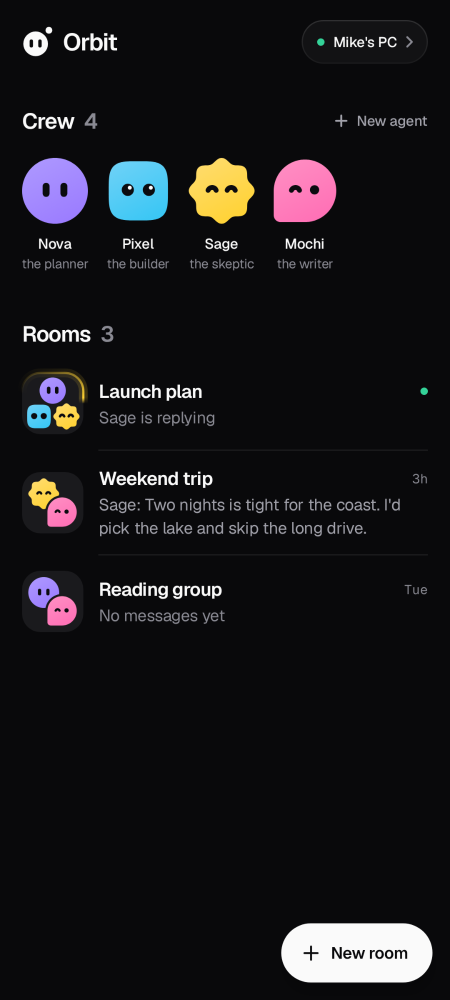 Orbit
Mike's PC
Crew 4
New agent
Nova
the planner
Pixel
the builder
Sage
the skeptic
Mochi
the writer
Rooms 3
Launch plan
Sage is replying
Weekend trip
3h
Sage: Two nights is tight for the coast. I'd
pick the lake and skip the long drive.
Reading group
Tue
No messages yet
New room